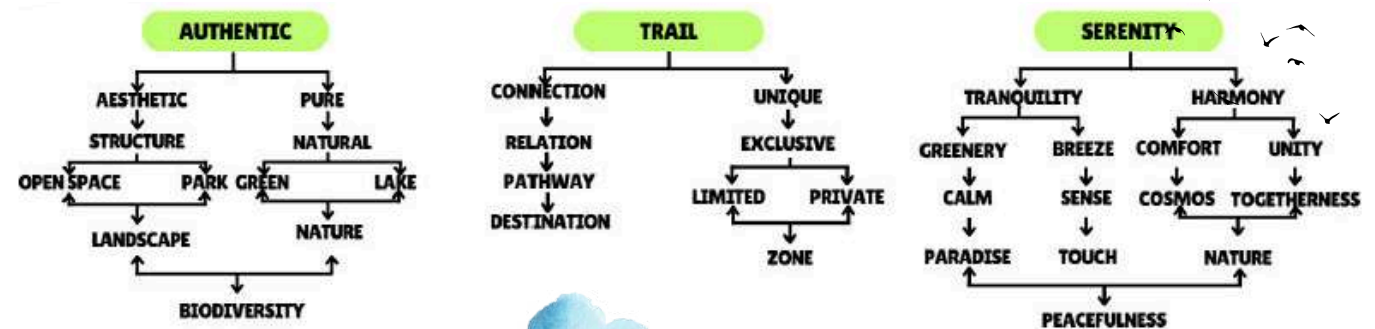 AUTHENTIC
AESTHETIC PURE
STRUCTURE NATURAL
OPEN SPACE PARK GREEN LAKE
LANDSCAPE NATURE
BIODIVERSITY
TRAIL
CONNECTION UNIQUE
RELATION EXCLUSIVE
PATHWAY
LIMITED PRIVATE
DESTINATION
ZONE
SERENITY
TRANQUILITY HARMONY
GREENERY BREEZE COMFORT UNITY
CALM SENSE COSMOS TOGETHERNESS
PARADISE TOUCH NATURE
PEACEFULNESS